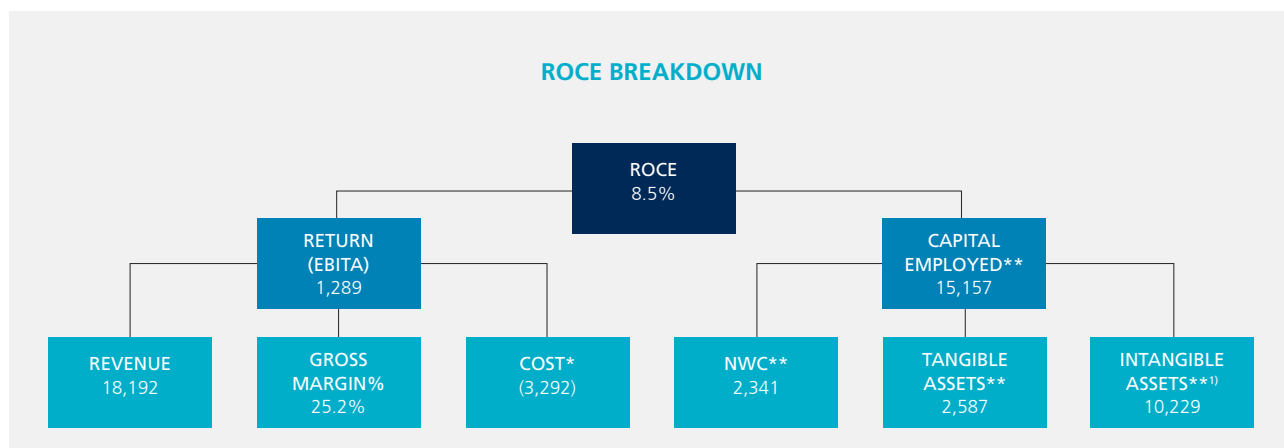 ROCE BREAKDOWN
ROCE
8.5%
RETURN
(EBITA)
1,289
CAPITAL
EMPLOYED**
15,157
REVENUE
18,192
GROSS
MARGIN%
25.2%
COST*
(3,292)
NWC**
2,341
TANGIBLE
ASSETS**
2,587
INTANGIBLE
ASSETS**1)
10,229